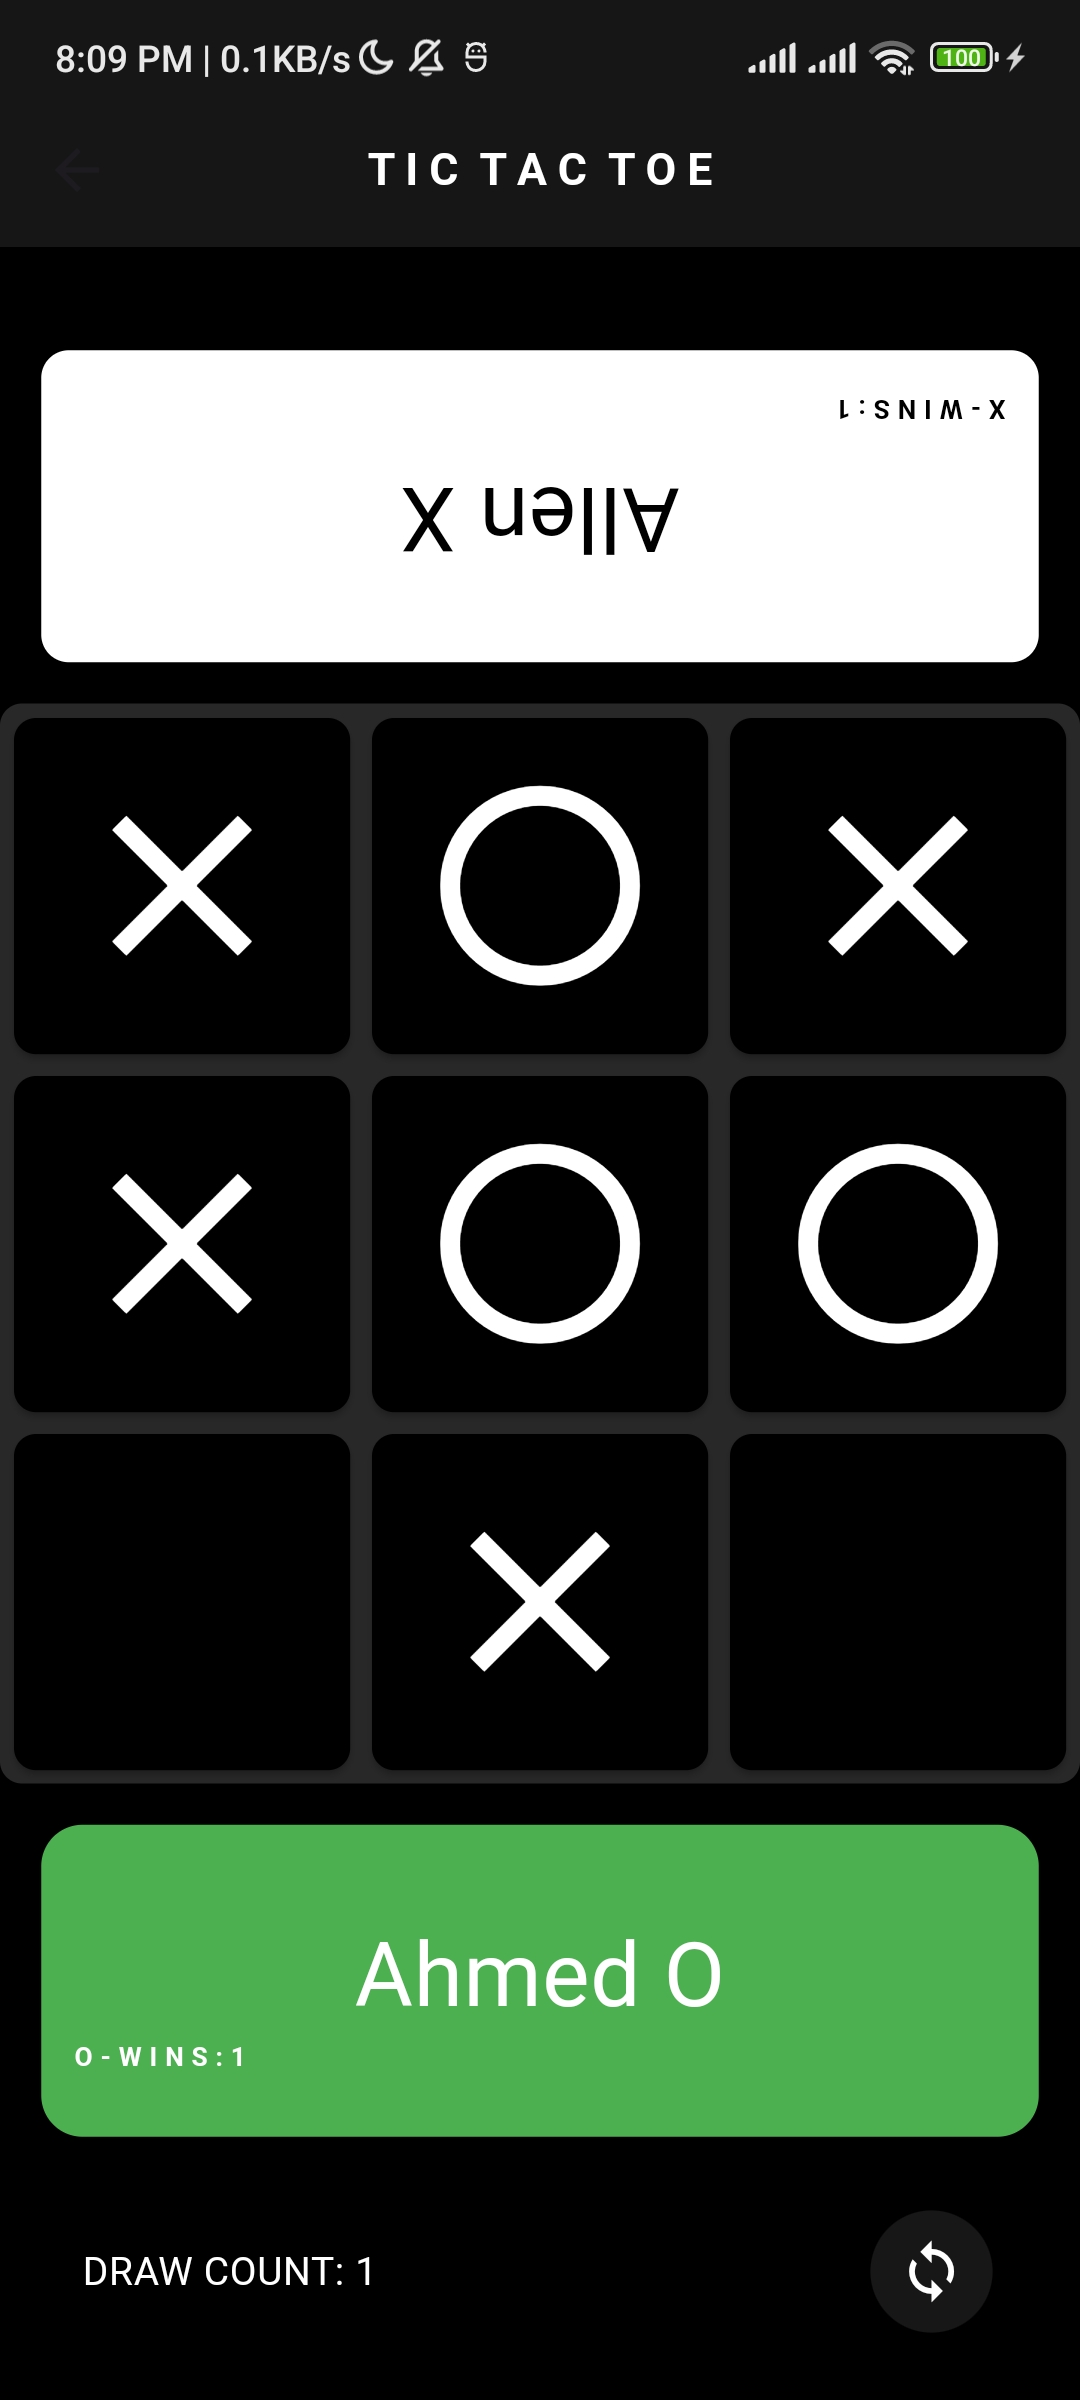 8:09 PM | 0.1KB/s
100
TIC TAC TOE
X-WINS:1
Allen X
X O X
X O O
X
Ahmed O
O-WINS:1
DRAW COUNT: 1